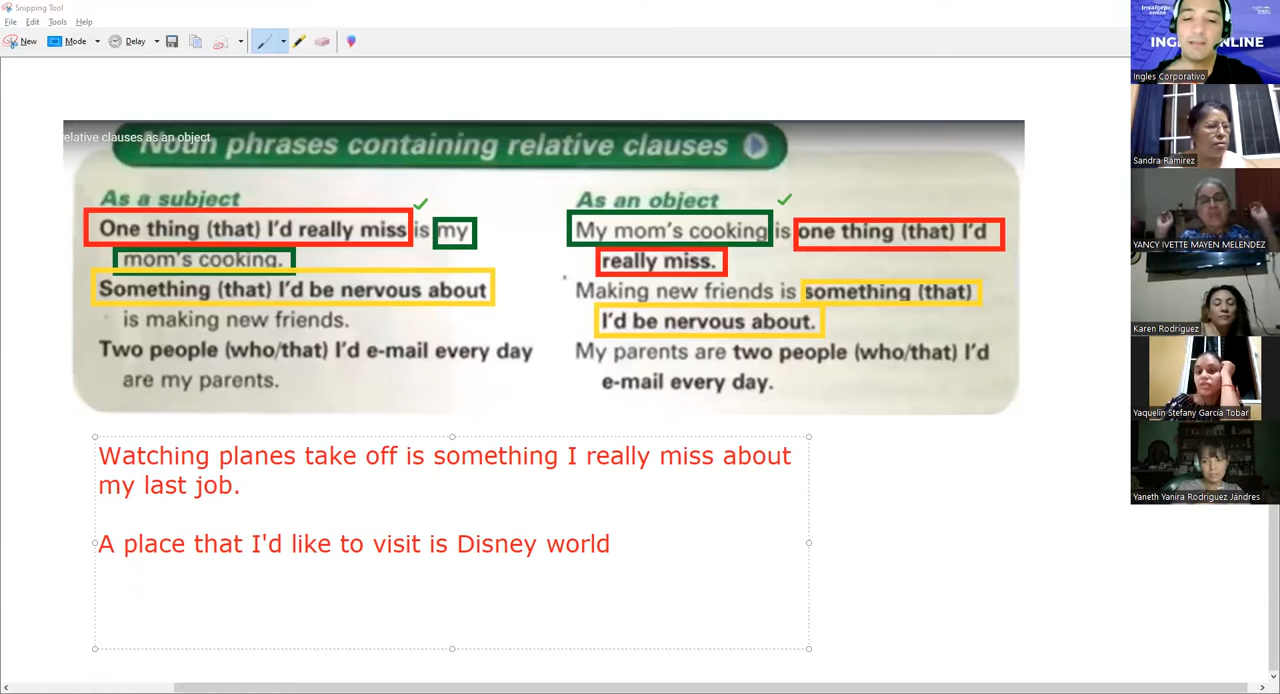 Snipping Tool
File Edit Tools Help
New Mode Delay
elative clauses as an object
Noun phrases containing relative clauses
As a subject
One thing (that) I'd really miss is my
mom's cooking.
Something (that) I'd be nervous about
is making new friends.
Two people (who/that) I'd e-mail every day
are my parents.
As an object
My mom's cooking is one thing (that) I'd
really miss.
Making new friends is something (that)
I'd be nervous about.
My parents are two people (who/that) I'd
e-mail every day.
Watching planes take off is something I really miss about
my last job.
A place that I'd like to visit is Disney world
online
Ingles Corporativo
Sandra Ramirez
YANCY IVETTE MAYEN MELENDEZ
Karen Rodríguez
Yaquelin Stefany García Tobar
Yaneth Yanira Rodriguez Jándres